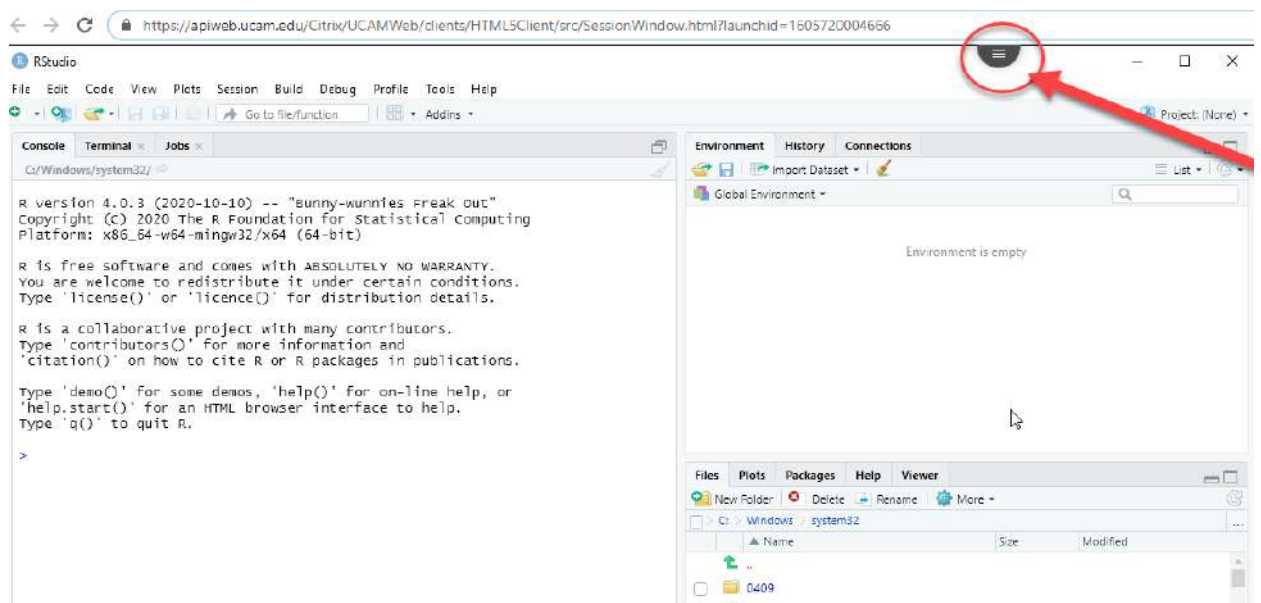 https://apiweb.ucam.edu/Citrix/UCAMWeb/clients/HTML5Client/src/SessionWindow.html?launchid=1605720004666
RStudio
File Edit Code View Plots Session Build Debug Profile Tools Help
Go to file/function Addins
Project: (None)
Console Terminal Jobs
C:/Windows/system32/
R version 4.0.3 (2020-10-10) -- "Bunny-Wunnies Freak Out"
Copyright (C) 2020 The R Foundation for Statistical Computing
Platform: x86_64-w64-mingw32/x64 (64-bit)
R is free software and comes with ABSOLUTELY NO WARRANTY.
You are welcome to redistribute it under certain conditions.
Type 'license()' or 'licence()' for distribution details.
R is a collaborative project with many contributors.
Type 'contributors()' for more information and
'citation()' on how to cite R or R packages in publications.
Type 'demo()' for some demos, 'help()' for on-line help, or
'help.start()' for an HTML browser interface to help.
Type 'q()' to quit R.
>
Environment History Connections
Import Dataset List
Global Environment
Environment is empty
Files Plots Packages Help Viewer
New Folder Delete Rename More
C: > Windows > system32 ...
Name Size Modified
..
0409